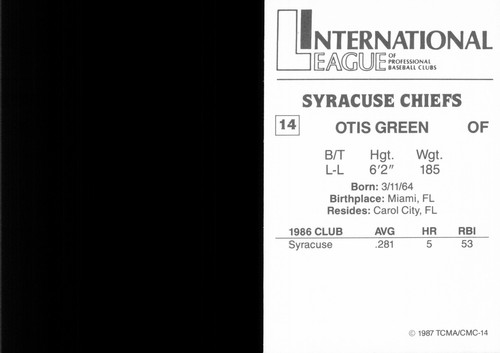 INTERNATIONAL
LEAGUE OF PROFESSIONAL BASEBALL CLUBS
SYRACUSE CHIEFS
14 OTIS GREEN OF
B/T Hgt. Wgt.
L-L 6'2" 185
Born: 3/11/64
Birthplace: Miami, FL
Resides: Carol City, FL
1986 CLUB AVG HR RBI
Syracuse .281 5 53
© 1987 TCMA/CMC-14